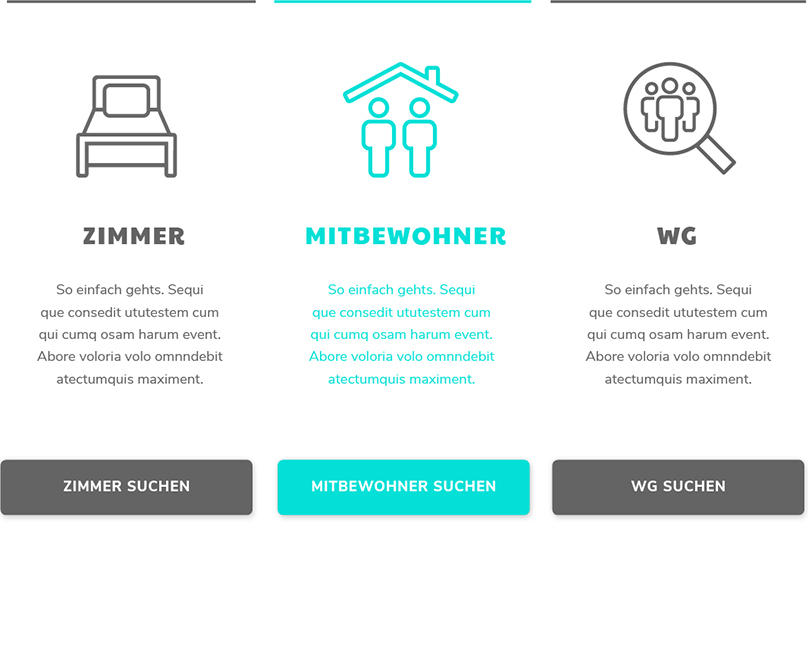 ZIMMER
So einfach gehts. Sequi
que consedit ututestem cum
qui cumq osam harum event.
Abore voloria volo omnndebit
atectumquis maximent.
ZIMMER SUCHEN
MITBEWOHNER
So einfach gehts. Sequi
que consedit ututestem cum
qui cumq osam harum event.
Abore voloria volo omnndebit
atectumquis maximent.
MITBEWOHNER SUCHEN
WG
So einfach gehts. Sequi
que consedit ututestem cum
qui cumq osam harum event.
Abore voloria volo omnndebit
atectumquis maximent.
WG SUCHEN